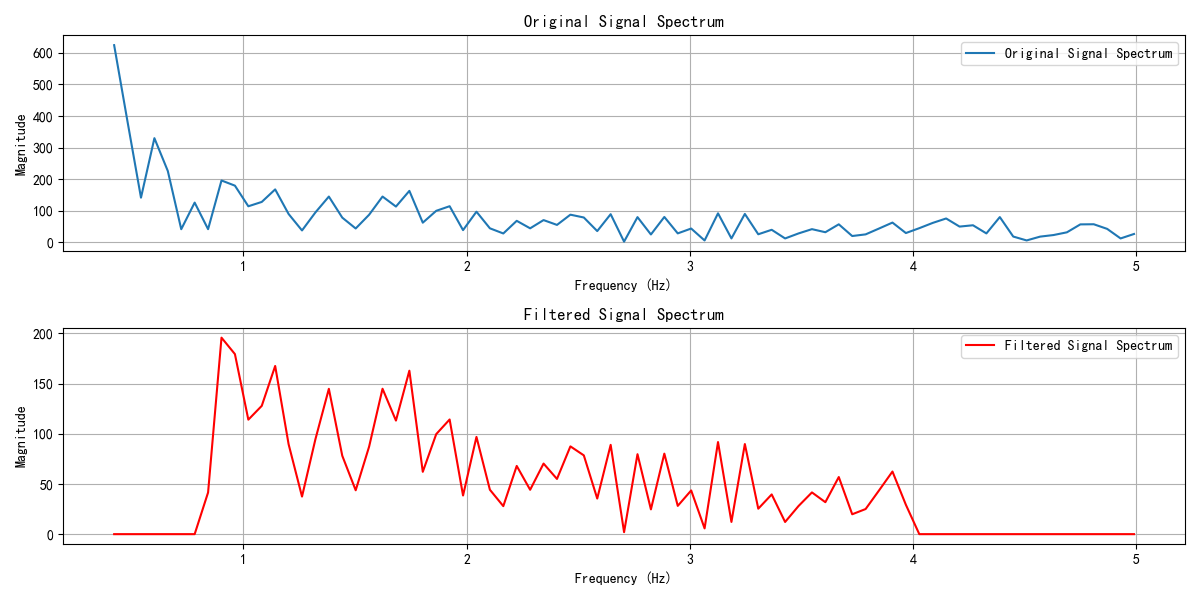 Original Signal Spectrum
Original Signal Spectrum
Magnitude
600
500
400
300
200
100
0
1 2 3 4 5
Frequency (Hz)
Filtered Signal Spectrum
Filtered Signal Spectrum
Magnitude
200
150
100
50
0
1 2 3 4 5
Frequency (Hz)